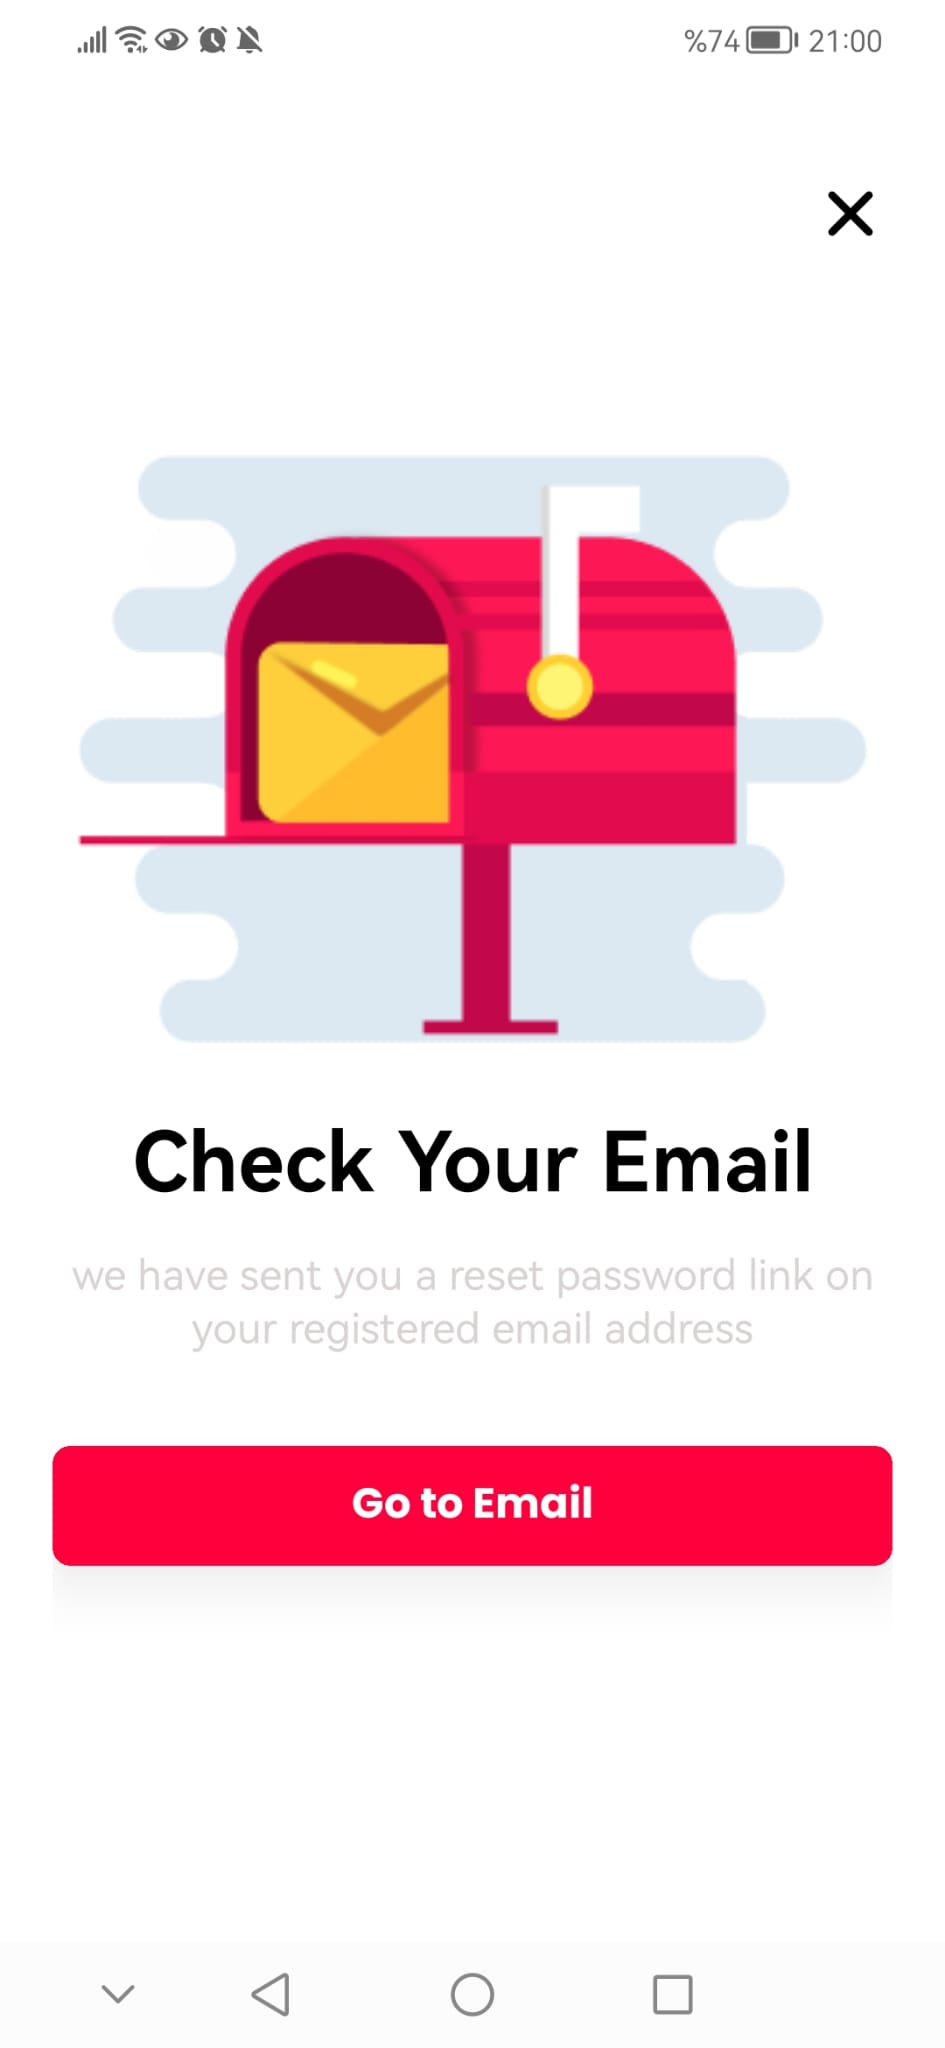 %74 21:00
Check Your Email
we have sent you a reset password link on
your registered email address
Go to Email